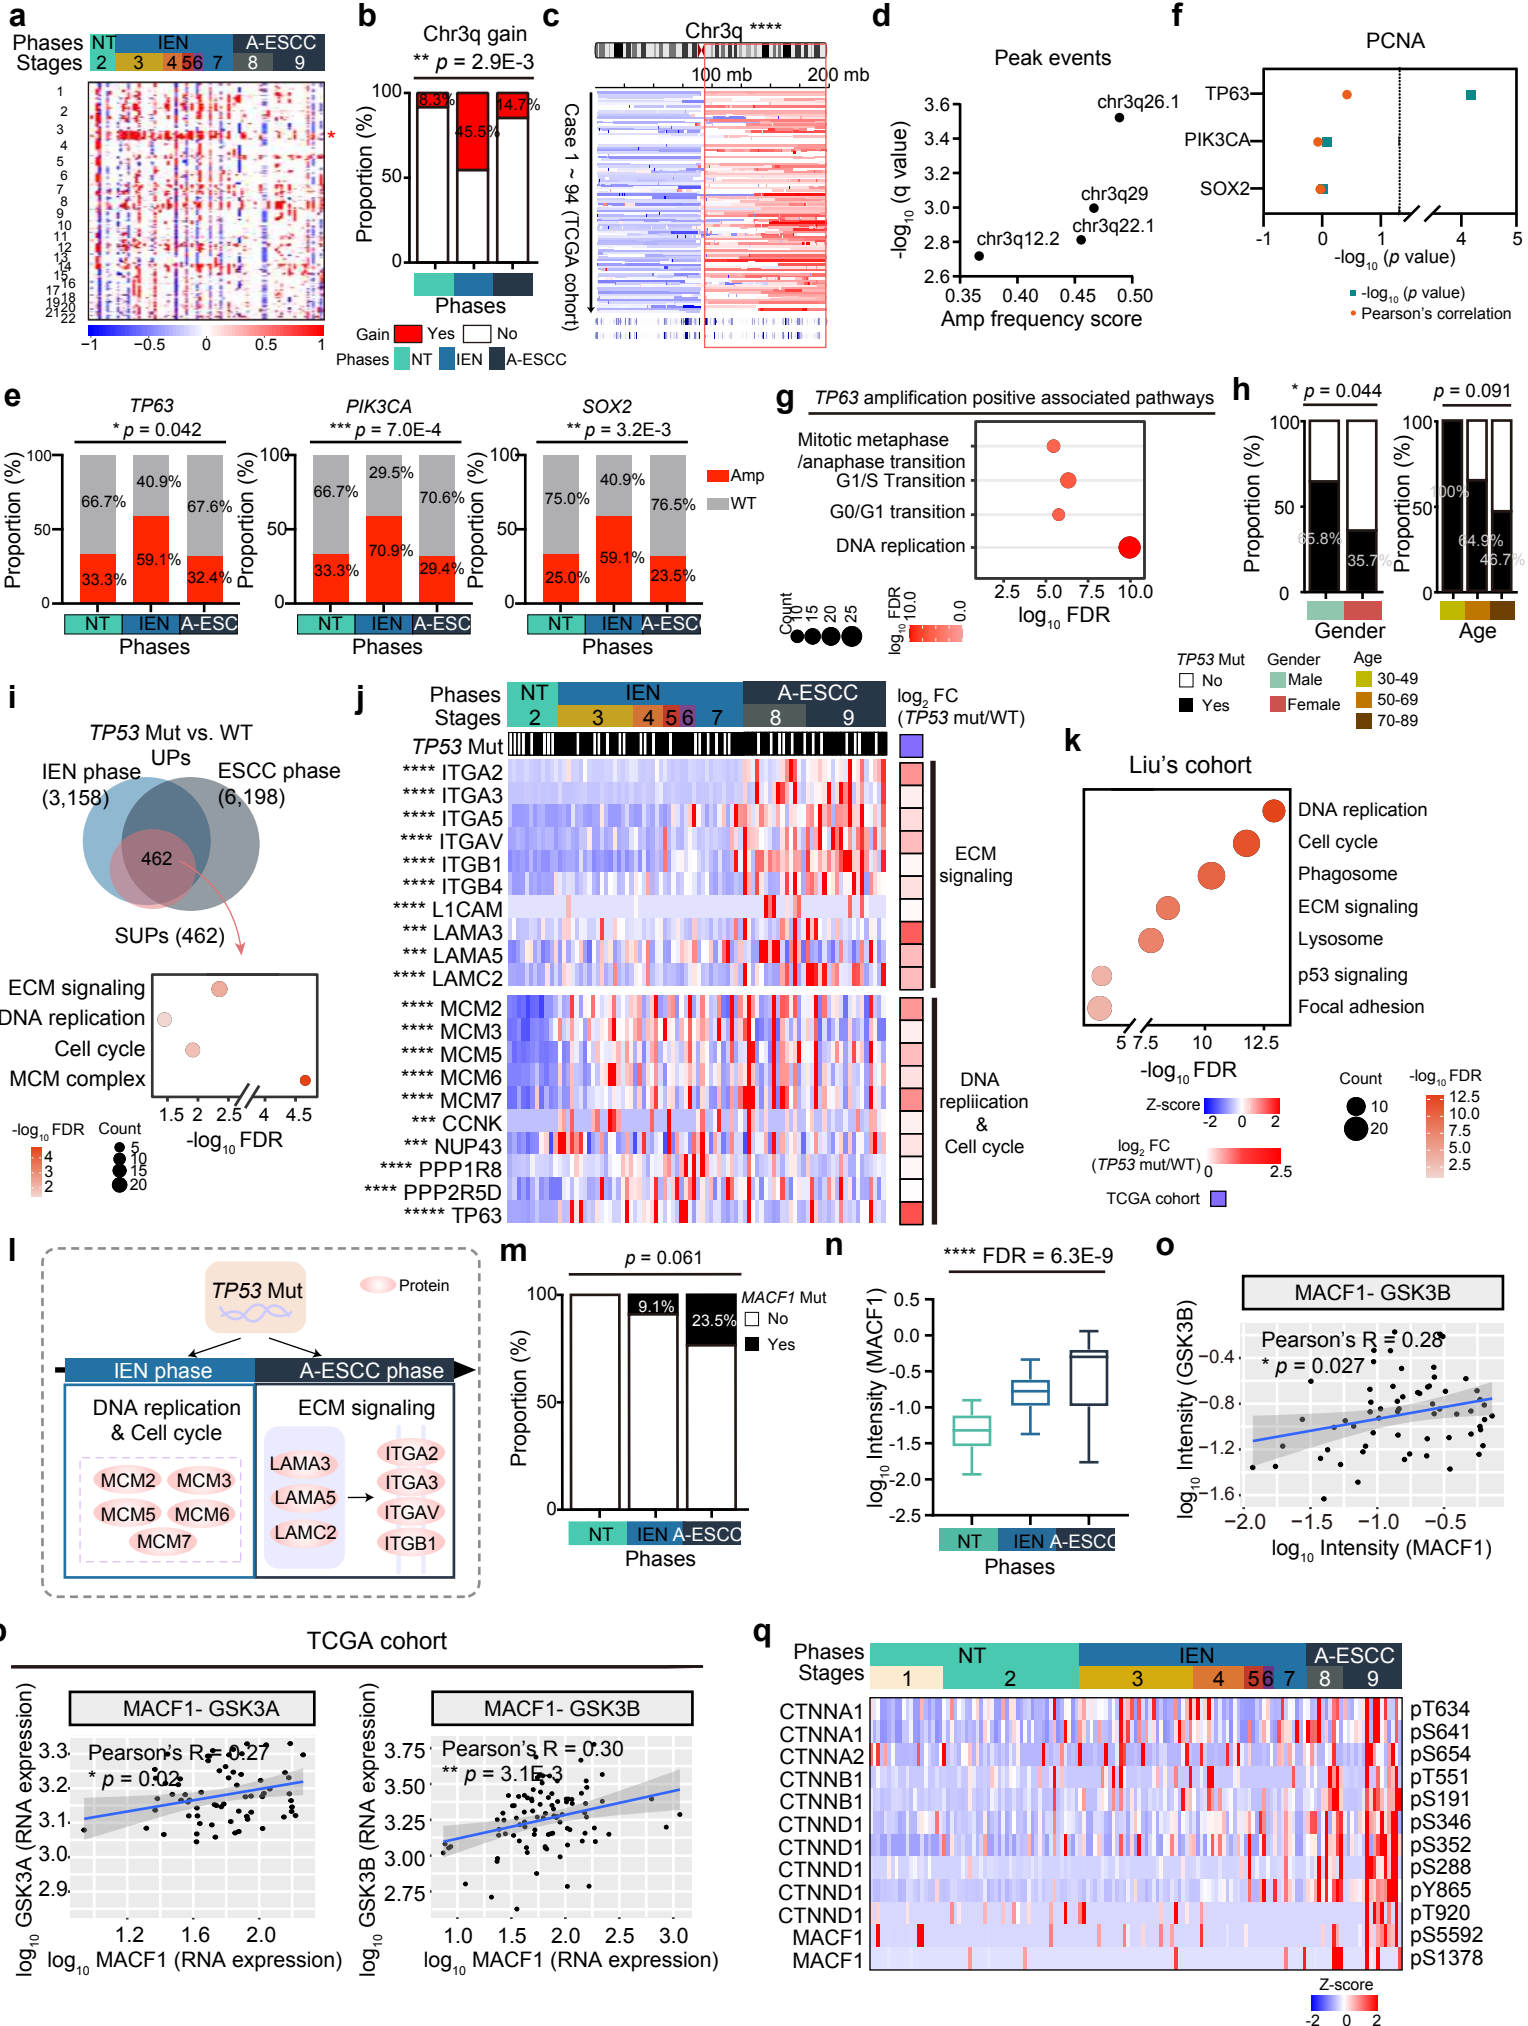 a
Phases NT IEN A-ESCC
Stages 2 3 4 5 6 7 8 9
1
2
3
*
4
5
6
7
8
9
10
11
12
13
14
15
16
17
18
19
20
21
22
−1 −0.5 0 0.5 1
b
Chr3q gain
** p = 2.9E-3
Proportion (%)
100
50
0
8.3%
45.5%
14.7%
Phases
Gain Yes No
Phases NT IEN A-ESCC
c
Chr3q ****
100 mb 200 mb
Case 1 ~ 94 (TCGA cohort)
d
Peak events
-log10 (q value)
3.6
3.4
3.2
3.0
2.8
2.6
chr3q26.1
chr3q29
chr3q22.1
chr3q12.2
0.35 0.40 0.45 0.50
Amp frequency score
f
PCNA
TP63
PIK3CA
SOX2
-1 0 1 4 5
-log10 (p value)
-log10 (p value)
Pearson's correlation
e
TP63
* p = 0.042
Proportion (%)
100
50
0
66.7% 40.9% 67.6%
33.3% 59.1% 32.4%
NT IEN A-ESC
Phases
PIK3CA
*** p = 7.0E-4
Proportion (%)
100
50
0
66.7% 29.5% 70.6%
33.3% 70.9% 29.4%
NT IEN A-ESCC
Phases
SOX2
** p = 3.2E-3
Proportion (%)
100
50
0
75.0% 40.9% 76.5%
25.0% 59.1% 23.5%
NT IEN A-ESCC
Phases
Amp
WT
g
TP63 amplification positive associated pathways
Mitotic metaphase
/anaphase transition
G1/S Transition
G0/G1 transition
DNA replication
2.5 5.0 7.5 10.0
log10 FDR
Count
10 15 20 25
log10 FDR
10.0 0.0
h
* p = 0.044
Proportion (%)
100
50
0
65.8%
35.7%
Gender
p = 0.091
Proportion (%)
100
50
0
100%
64.9%
46.7%
Age
TP53 Mut
No
Yes
Gender
Male
Female
Age
30-49
50-69
70-89
i
TP53 Mut vs. WT
UPs
IEN phase
(3,158)
ESCC phase
(6,198)
462
SUPs (462)
ECM signaling
DNA replication
Cell cycle
MCM complex
1.5 2 2.5 4 4.5
-log10 FDR
-log10 FDR
4
3
2
Count
5
10
15
20
j
Phases NT IEN A-ESCC
Stages 2 3 4 5 6 7 8 9
log2 FC
(TP53 mut/WT)
TP53 Mut
**** ITGA2
**** ITGA3
**** ITGA5
**** ITGAV
**** ITGB1
**** ITGB4
**** L1CAM
*** LAMA3
*** LAMA5
**** LAMC2
ECM
signaling
**** MCM2
**** MCM3
**** MCM5
**** MCM6
**** MCM7
*** CCNK
*** NUP43
**** PPP1R8
**** PPP2R5D
***** TP63
DNA
repliication
&
Cell cycle
k
Liu's cohort
DNA replication
Cell cycle
Phagosome
ECM signaling
Lysosome
p53 signaling
Focal adhesion
5 7.5 10 12.5
-log10 FDR
Z-score
-2 0 2
log2 FC
(TP53 mut/WT)
0 2.5
TCGA cohort
Count
10
20
-log10 FDR
12.5
10.0
7.5
5.0
2.5
l
TP53 Mut
Protein
IEN phase A-ESCC phase
DNA replication
& Cell cycle
MCM2 MCM3
MCM5 MCM6
MCM7
ECM signaling
LAMA3
LAMA5
LAMC2
ITGA2
ITGA3
ITGAV
ITGB1
m
p = 0.061
Proportion (%)
100
50
0
9.1%
23.5%
MACF1 Mut
No
Yes
NT IEN A-ESCC
Phases
n
**** FDR = 6.3E-9
log10 Intensity (MACF1)
0.5
0.0
-0.5
-1.0
-1.5
-2.0
-2.5
NT IEN A-ESCC
Phases
o
MACF1- GSK3B
Pearson's R = 0.28
* p = 0.027
log10 Intensity (GSK3B)
−0.4
−0.8
−1.2
−1.6
−2.0 −1.5 −1.0 −0.5
log10 Intensity (MACF1)
p
TCGA cohort
MACF1- GSK3A
Pearson's R = 0.27
* p = 0.02
log10 GSK3A (RNA expression)
3.3
3.2
3.1
3.0
2.9
1.2 1.6 2.0
log10 MACF1 (RNA expression)
MACF1- GSK3B
Pearson's R = 0.30
** p = 3.1E-3
log10 GSK3B (RNA expression)
3.75
3.50
3.25
3.00
2.75
1.0 1.5 2.0 2.5 3.0
log10 MACF1 (RNA expression)
q
Phases NT IEN A-ESCC
Stages 1 2 3 4 5 6 7 8 9
CTNNA1 pT634
CTNNA1 pS641
CTNNA2 pS654
CTNNB1 pT551
CTNNB1 pS191
CTNND1 pS346
CTNND1 pS352
CTNND1 pS288
CTNND1 pY865
CTNND1 pT920
MACF1 pS5592
MACF1 pS1378
Z-score
-2 0 2